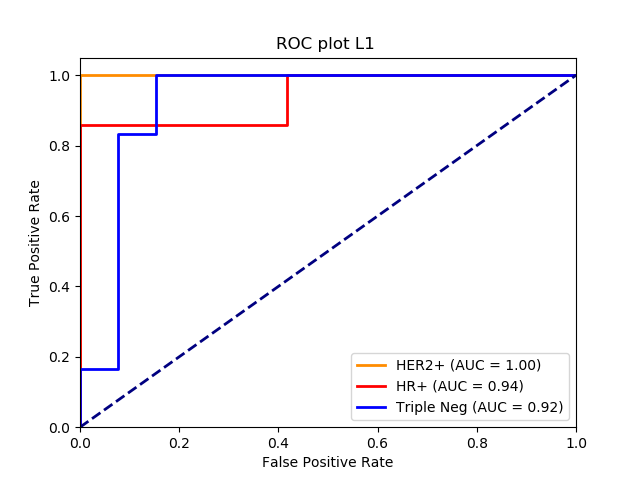 ROC plot L1
1.0
0.8
0.6
0.4
0.2
0.0
True Positive Rate
HER2+ (AUC = 1.00)
HR+ (AUC = 0.94)
Triple Neg (AUC = 0.92)
0.0 0.2 0.4 0.6 0.8 1.0
False Positive Rate